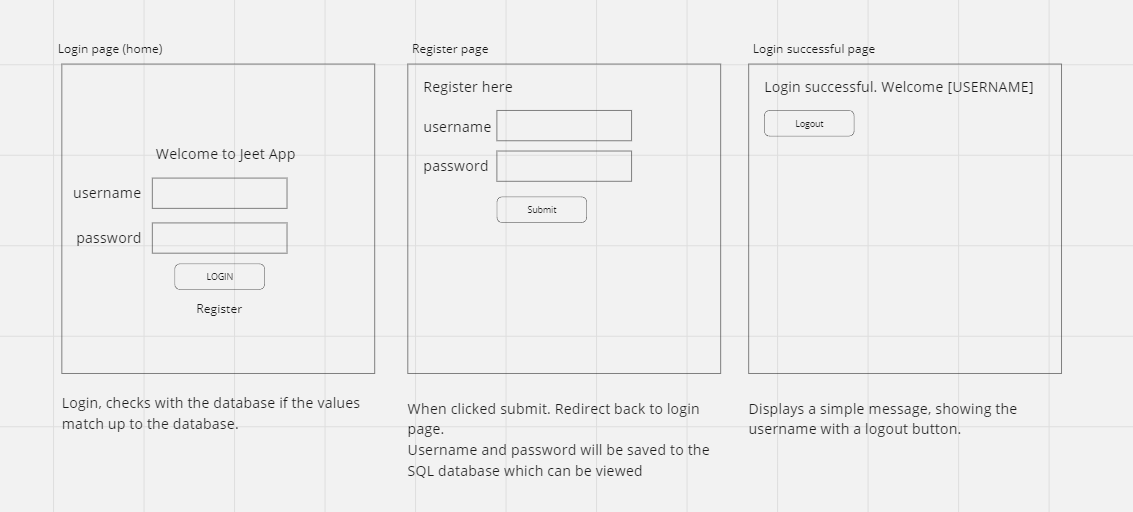 Login page (home)
Welcome to Jeet App
username
password
LOGIN
Register
Login, checks with the database if the values
match up to the database.
Register page
Register here
username
password
Submit
When clicked submit. Redirect back to login
page.
Username and password will be saved to the
SQL database which can be viewed
Login successful page
Login successful. Welcome [USERNAME]
Logout
Displays a simple message, showing the
username with a logout button.